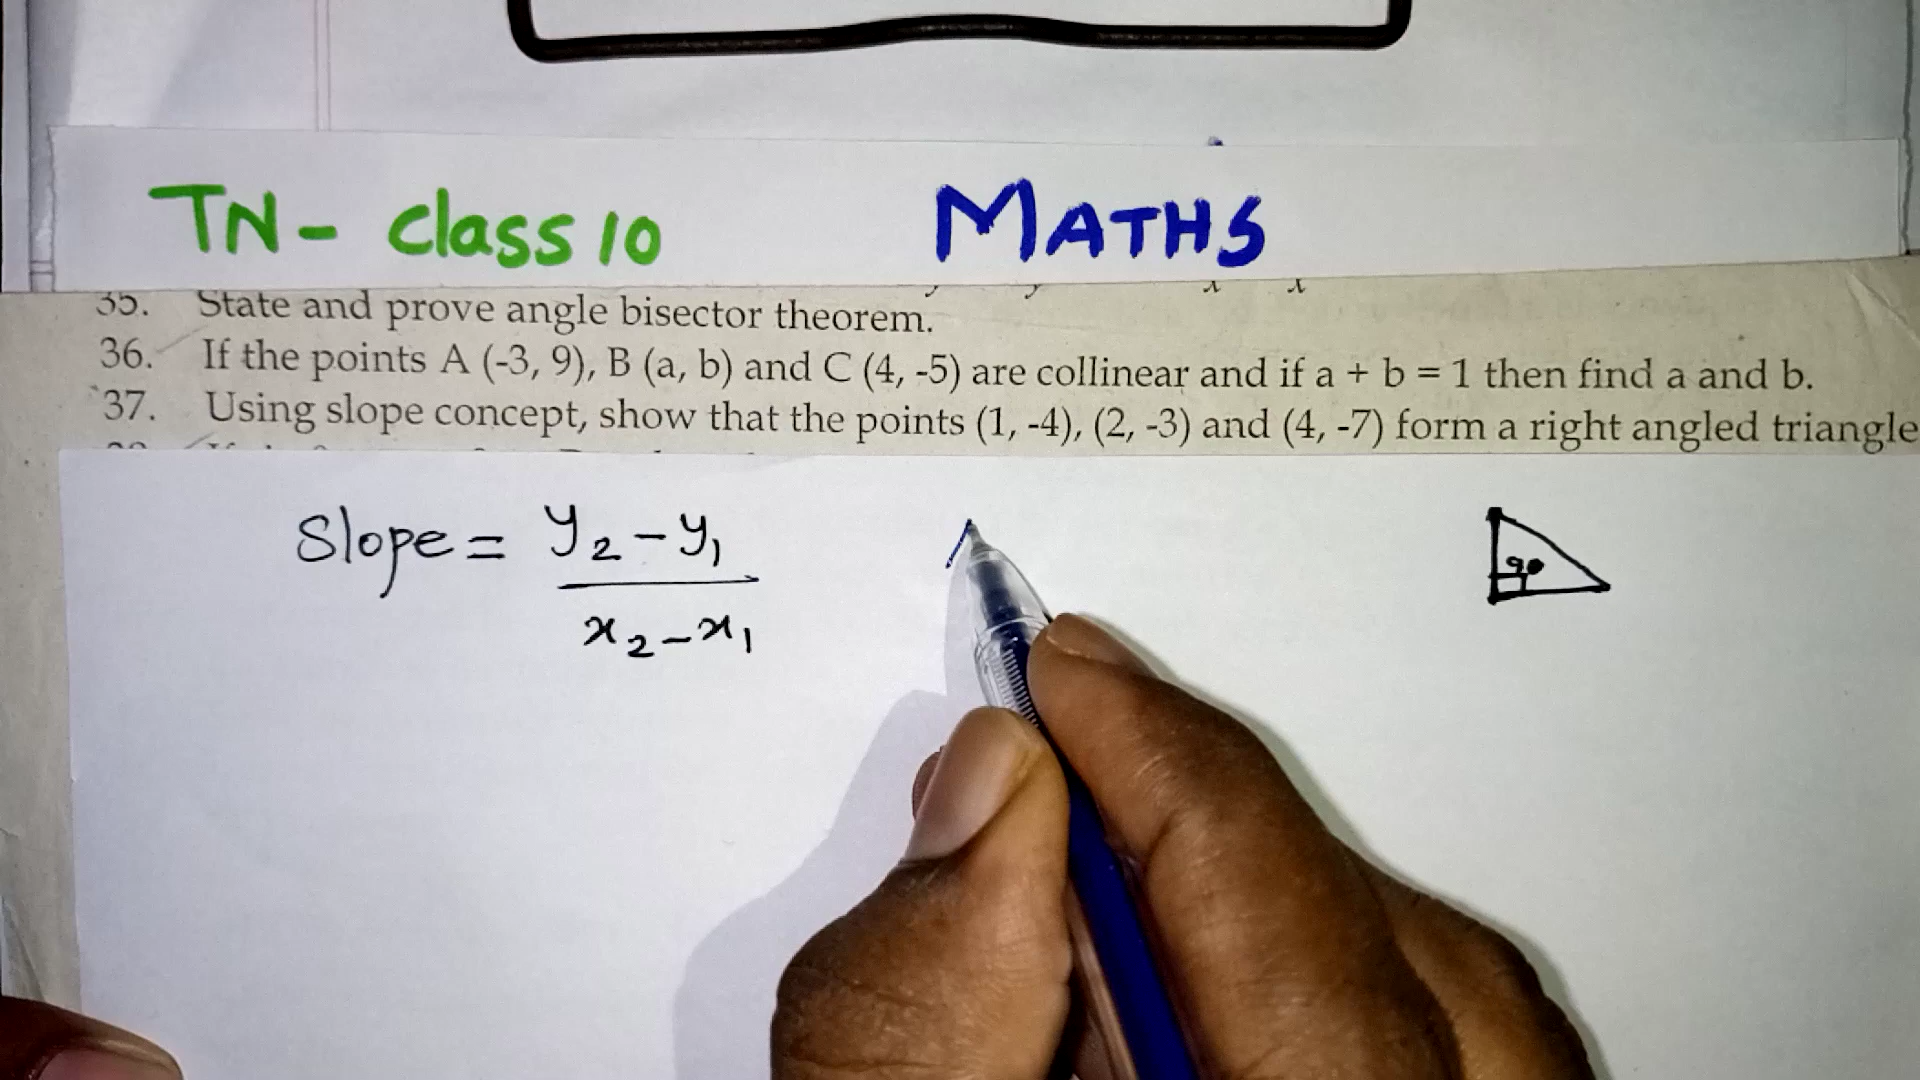 TN - Class 10 MATHS
35. State and prove angle bisector theorem.
36. If the points A (-3, 9), B (a, b) and C (4, -5) are collinear and if a + b = 1 then find a and b.
37. Using slope concept, show that the points (1, -4), (2, -3) and (4, -7) form a right angled triangle
Slope = y₂ - y₁
x₂ - x₁
90